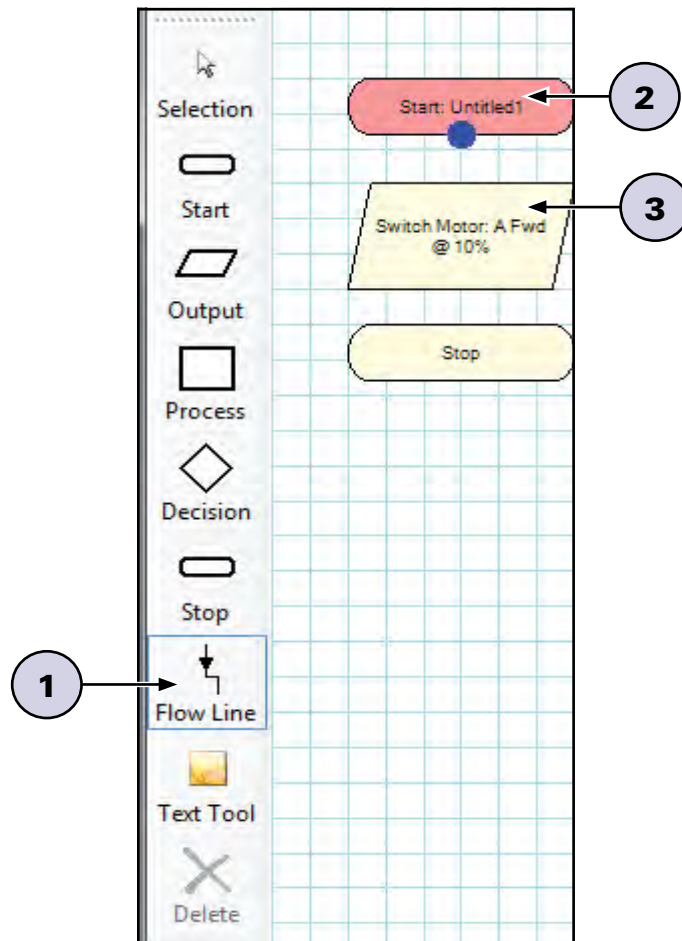 Selection
Start
Output
Process
Decision
Stop
Flow Line
Text Tool
Delete
Start: Untitled1
Switch Motor: A Fwd
@ 10%
Stop
1
2
3